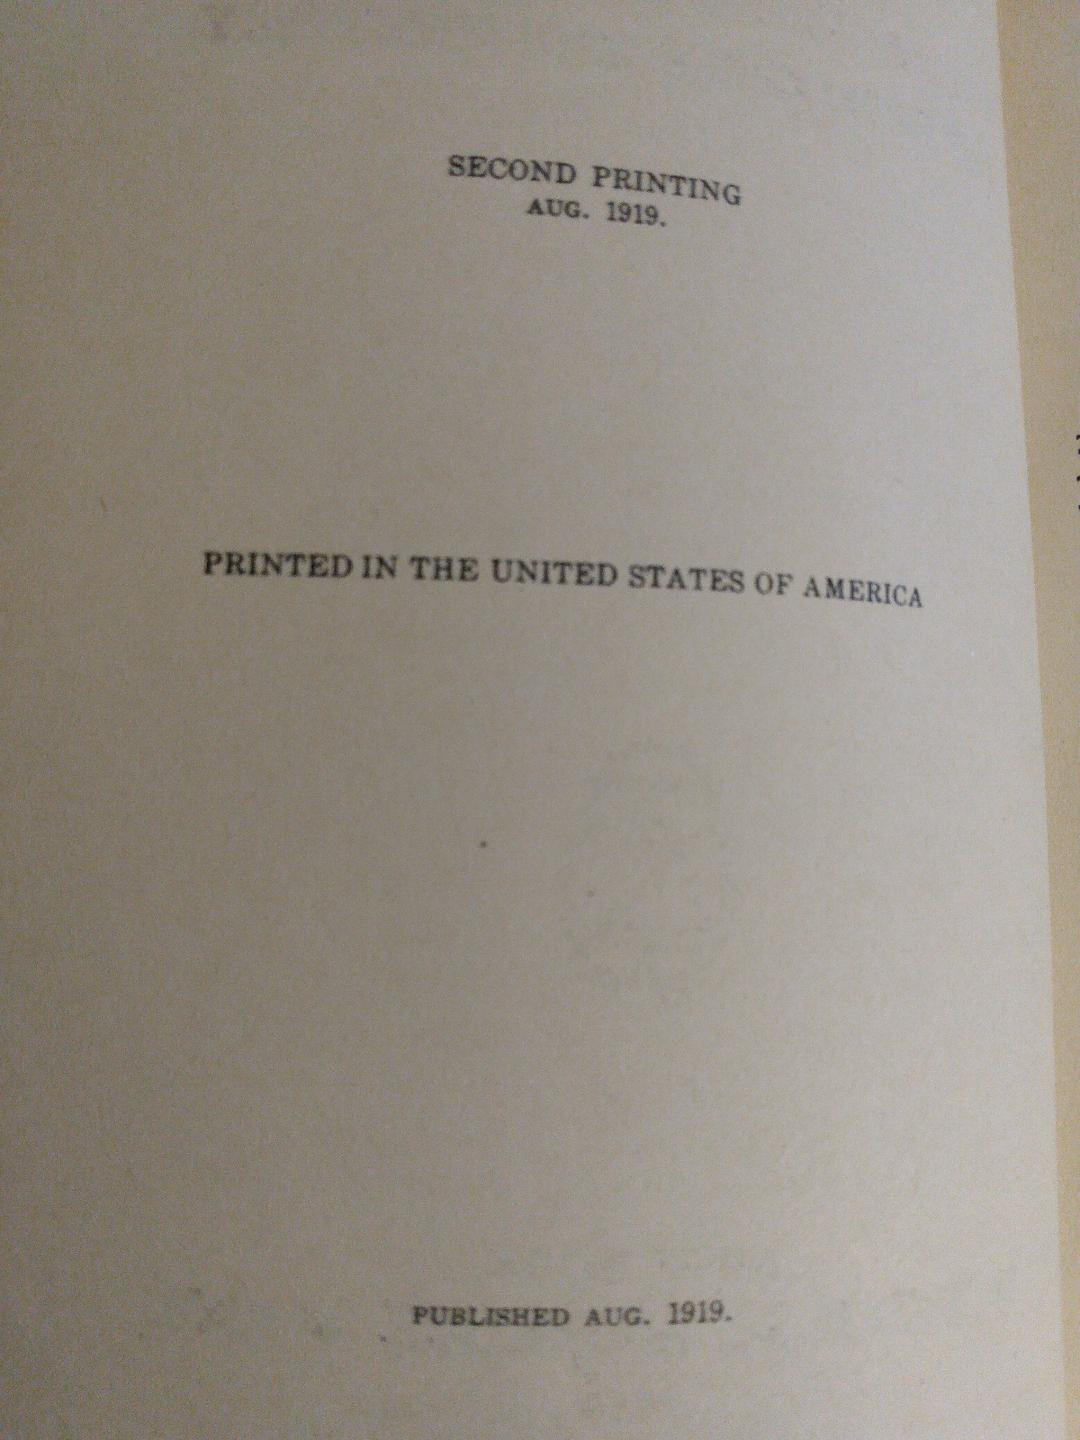 SECOND PRINTING
AUG. 1919.
PRINTED IN THE UNITED STATES OF AMERICA
PUBLISHED AUG. 1919.